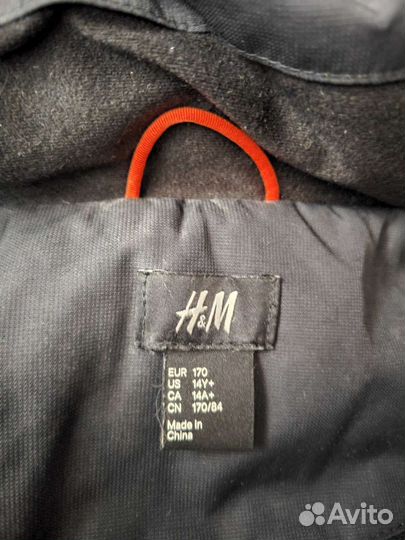 H&M
EUR 170
US 14Y+
CA 14A+
CN 170/84
Made in
China
Avito